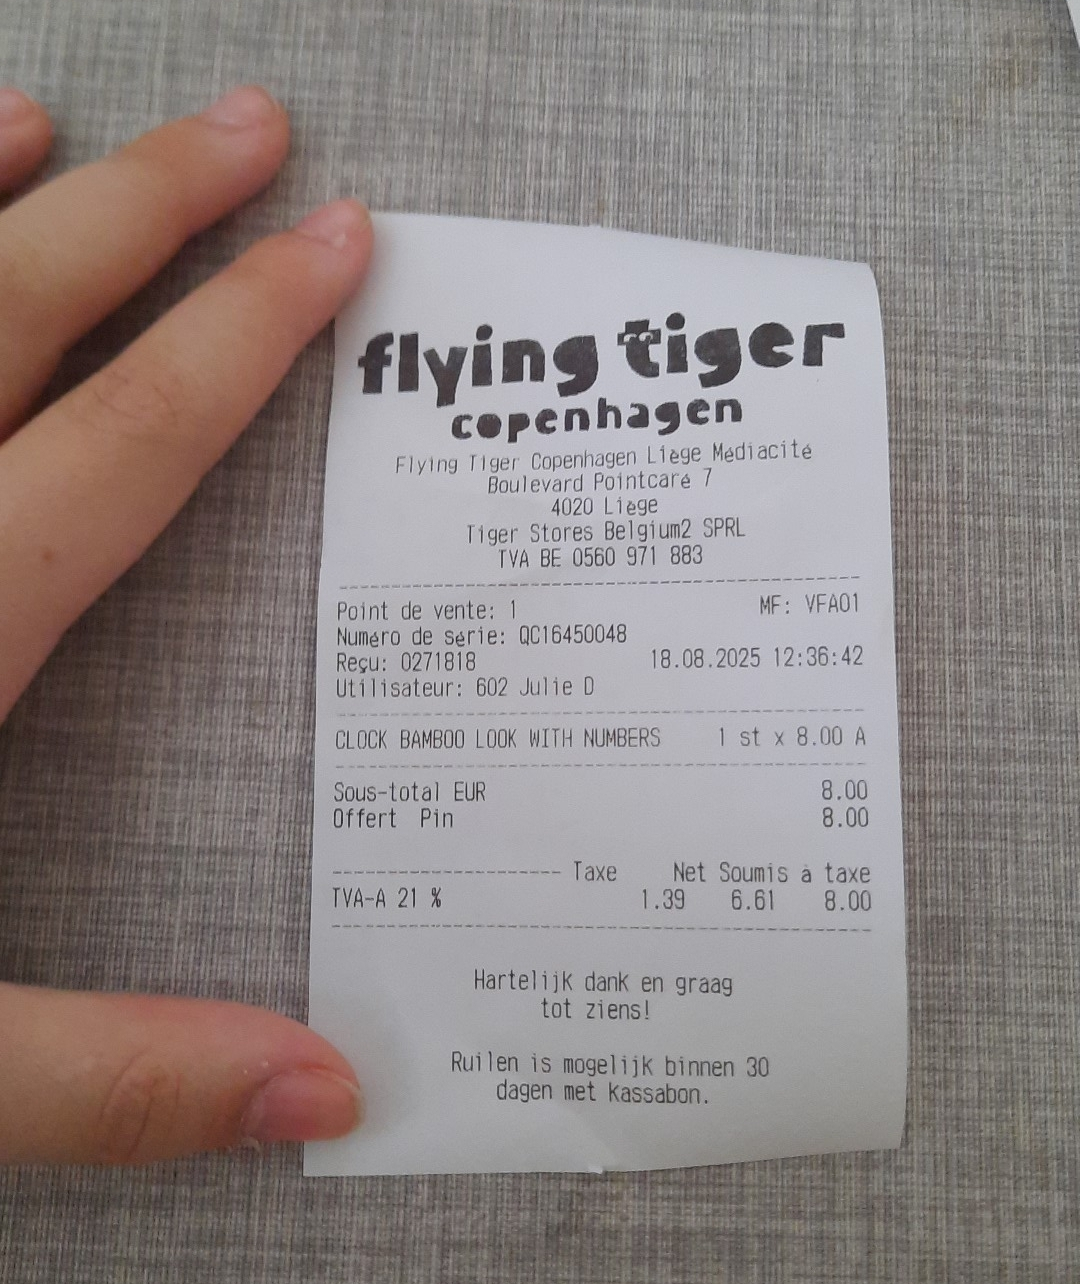 flying tiger
copenhagen
Flying Tiger Copenhagen Liège Médiacité
Boulevard Pointcaré 7
4020 Liège
Tiger Stores Belgium2 SPRL
TVA BE 0560 971 883
Point de vente: 1 MF: VFA01
Numéro de série: QC16450048
Reçu: 0271818 18.08.2025 12:36:42
Utilisateur: 602 Julie D
CLOCK BAMBOO LOOK WITH NUMBERS 1 st x 8.00 A
Sous-total EUR 8.00
Offert Pin 8.00
Taxe Net Soumis à taxe
TVA-A 21 % 1.39 6.61 8.00
Hartelijk dank en graag
tot ziens!
Ruilen is mogelijk binnen 30
dagen met kassabon.